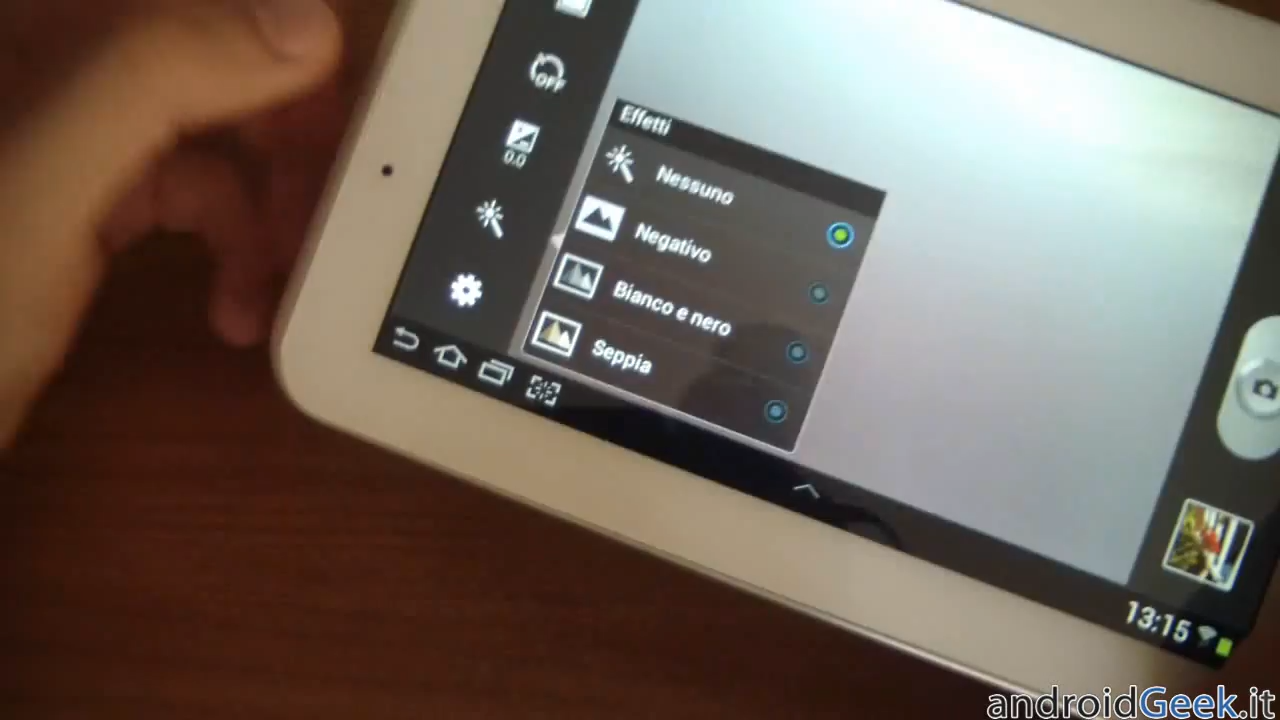 OFF
0.0
Effetti
Nessuno
Negativo
Bianco e nero
Seppia
13:15
androidGeek.it